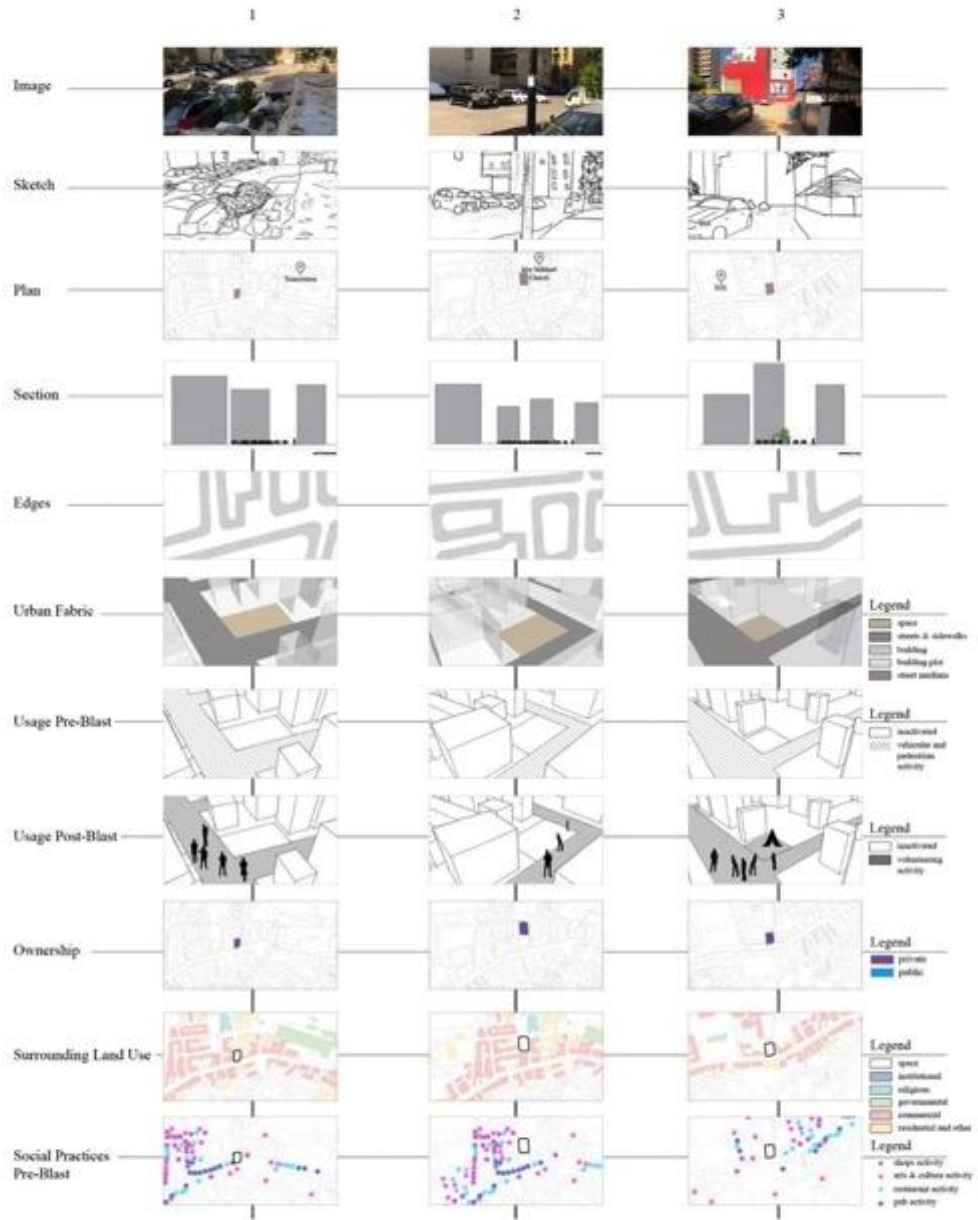 1 2 3
Image
Sketch
Plan
Section
Edges
Urban Fabric
Legend
space
streets & sidewalks
building
building plot
street medians
Usage Pre-Blast
Legend
inactivated
vehicular and
pedestrian
activity
Usage Post-Blast
Legend
inactivated
volunteering
activity
Ownership
Legend
private
public
Surrounding Land Use
Legend
space
institutional
religious
governmental
commercial
residential and other
Social Practices
Pre-Blast
Legend
shops activity
arts & culture activity
restaurant activity
pub activity